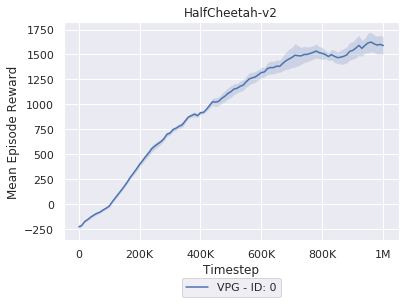 HalfCheetah-v2
Mean Episode Reward
1750
1500
1250
1000
750
500
250
0
−250
0 200K 400K 600K 800K 1M
Timestep
VPG - ID: 0